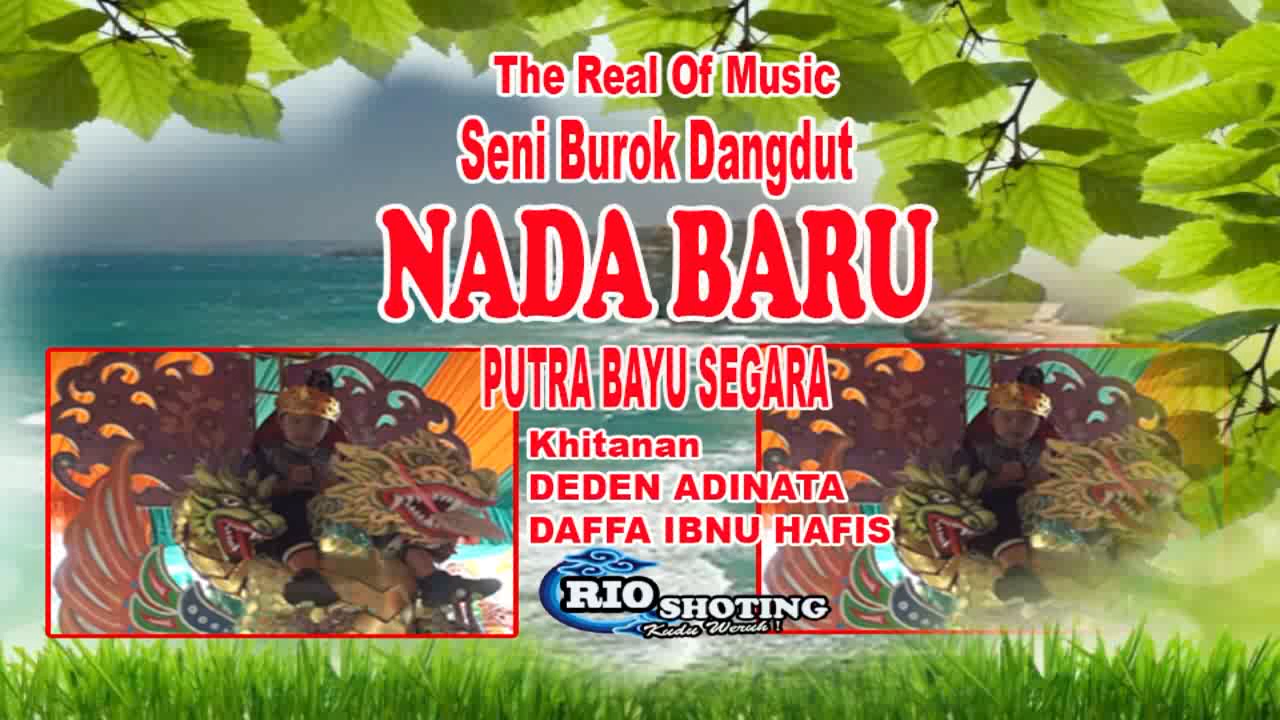 The Real Of Music
Seni Burok Dangdut
NADA BARU
PUTRA BAYU SEGARA
Khitanan
DEDEN ADINATA
DAFFA IBNU HAFIS
RIO SHOTING
Kudu Weruh !